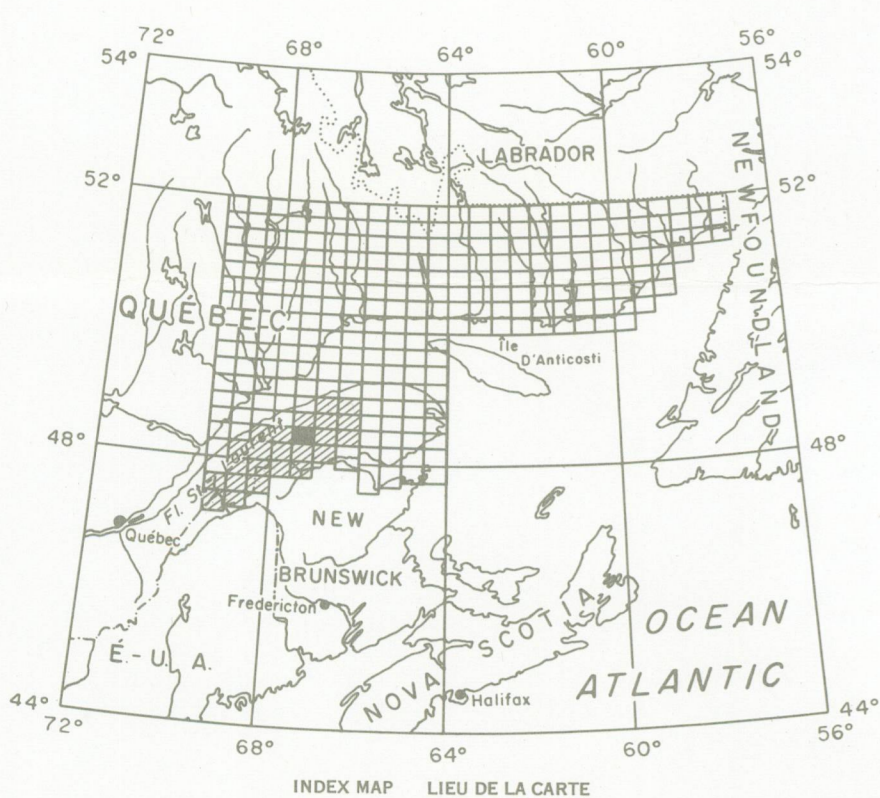 72° 68° 64° 60° 56°
54° 54°
LABRADOR
52° 52°
NEWFOUNDLAND
QUÉBEC
Île
D'Anticosti
48° 48°
Fl. St-Laurent
Québec
NEW
BRUNSWICK
Fredericton
É.-U. A.
NOVA SCOTIA
Halifax
OCEAN
ATLANTIC
44° 44°
72° 68° 64° 60° 56°
INDEX MAP LIEU DE LA CARTE